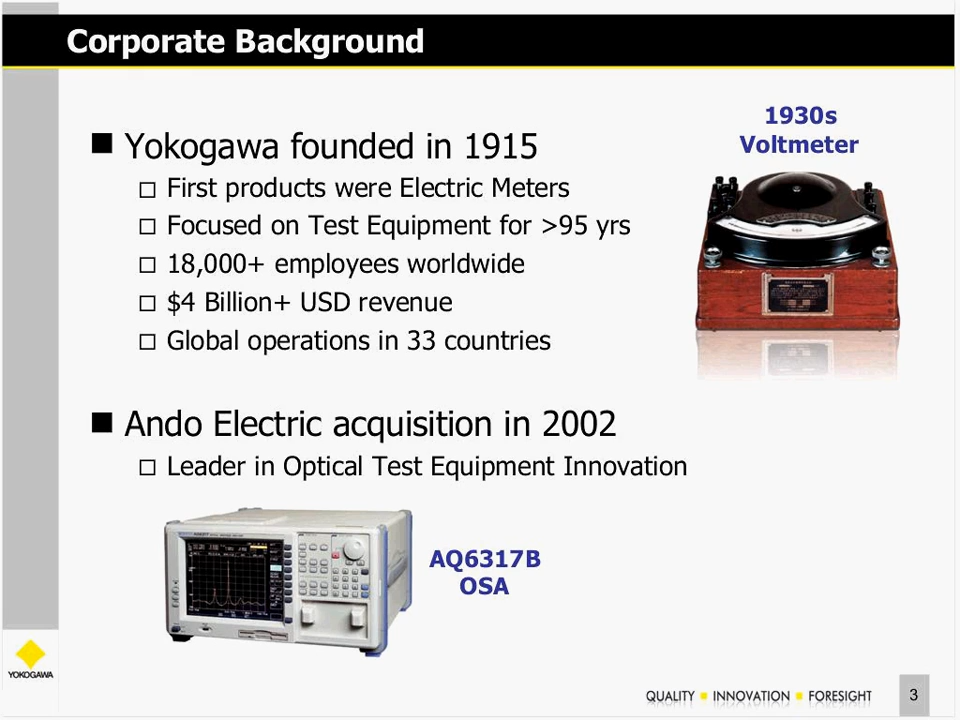 Corporate Background
1930s
Voltmeter
Yokogawa founded in 1915
First products were Electric Meters
Focused on Test Equipment for >95 yrs
18,000+ employees worldwide
$4 Billion+ USD revenue
Global operations in 33 countries
Ando Electric acquisition in 2002
Leader in Optical Test Equipment Innovation
AQ6317B
OSA
YOKOGAWA
QUALITY ■ INNOVATION ■ FORESIGHT
3